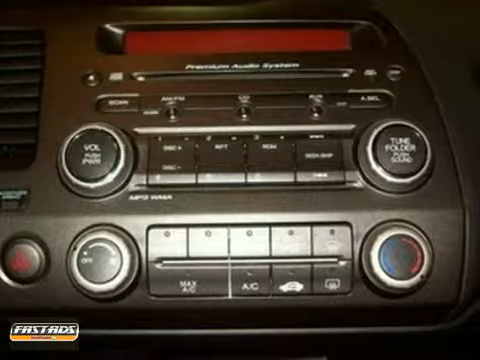 Premium Audio System
SCAN AM/FM CD AUX A.SEL
VOL
PUSH
PWR
DISC + RPT RDM
DISC -
SEEK/SKIP
TUNE
FOLDER
PUSH
SOUND
MP3 WMA
OFF
MAX
A/C
A/C
FASTADS